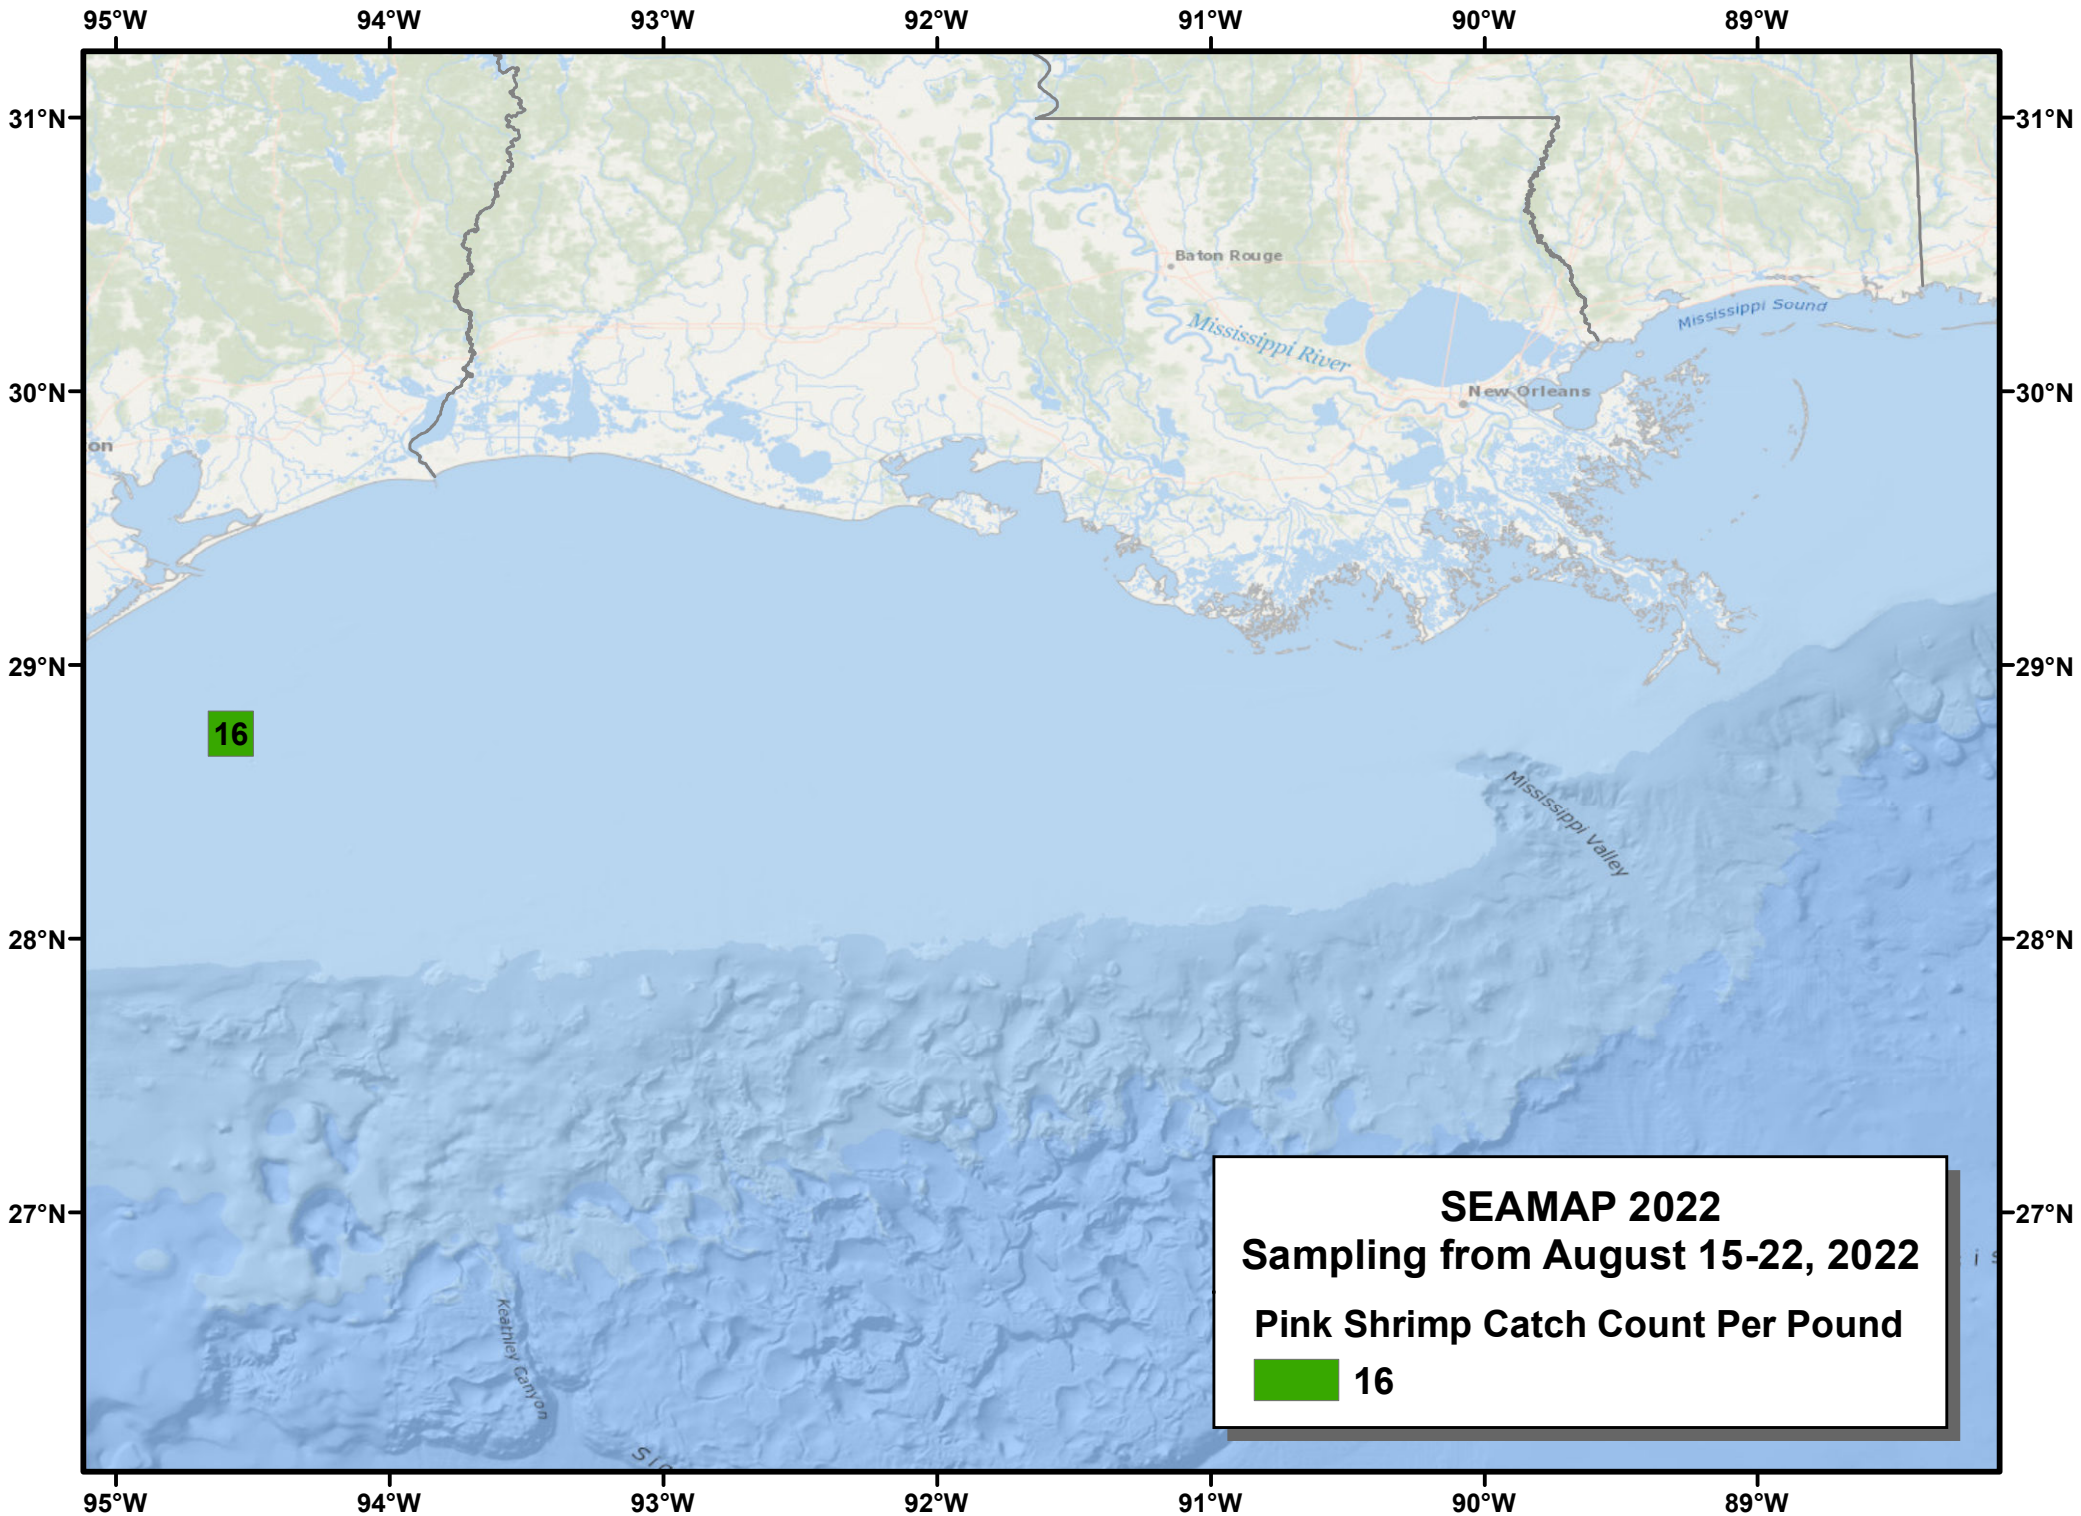 95°W 94°W 93°W 92°W 91°W 90°W 89°W
31°N 31°N
Baton Rouge
Mississippi Sound
Mississippi River
30°N New Orleans 30°N
on
29°N 29°N
16
Mississippi Valley
28°N 28°N
27°N 27°N
SEAMAP 2022
Sampling from August 15-22, 2022
Pink Shrimp Catch Count Per Pound
16
Keathley Canyon
95°W 94°W 93°W 92°W 91°W 90°W 89°W